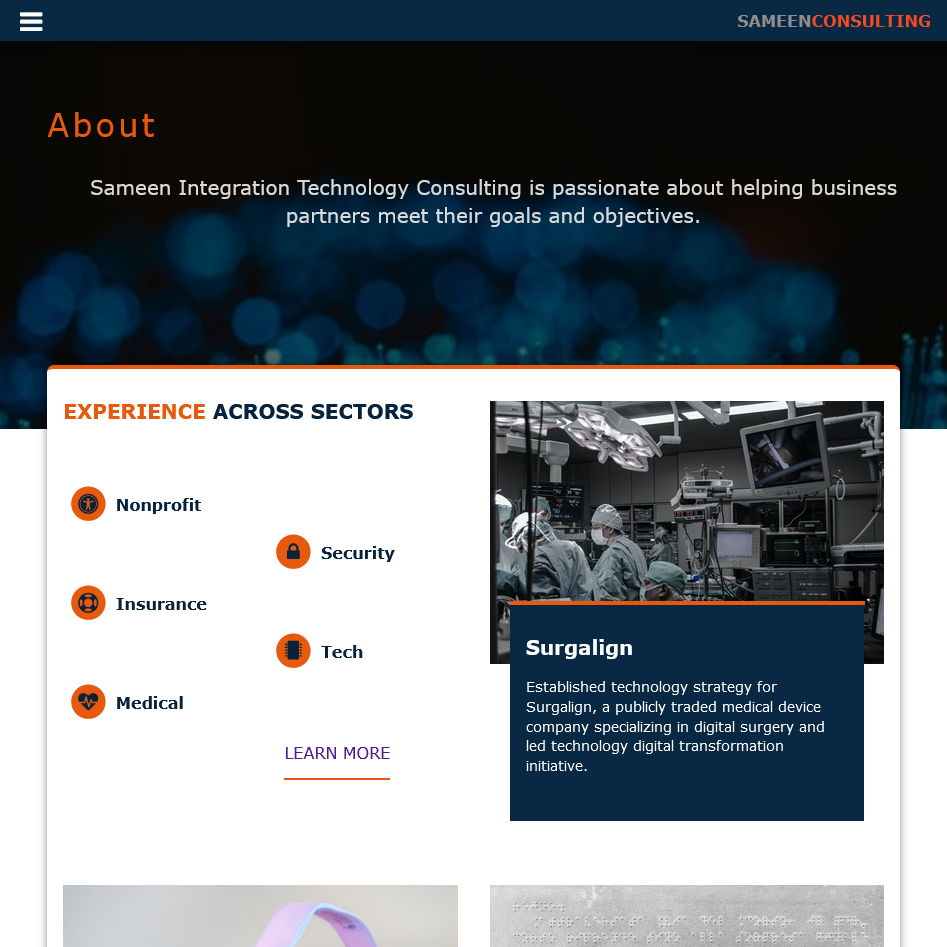 SAMEENCONSULTING
About
Sameen Integration Technology Consulting is passionate about helping business
partners meet their goals and objectives.
EXPERIENCE ACROSS SECTORS
Nonprofit
Security
Insurance
Tech
Medical
LEARN MORE
Surgalign
Established technology strategy for
Surgalign, a publicly traded medical device
company specializing in digital surgery and
led technology digital transformation
initiative.